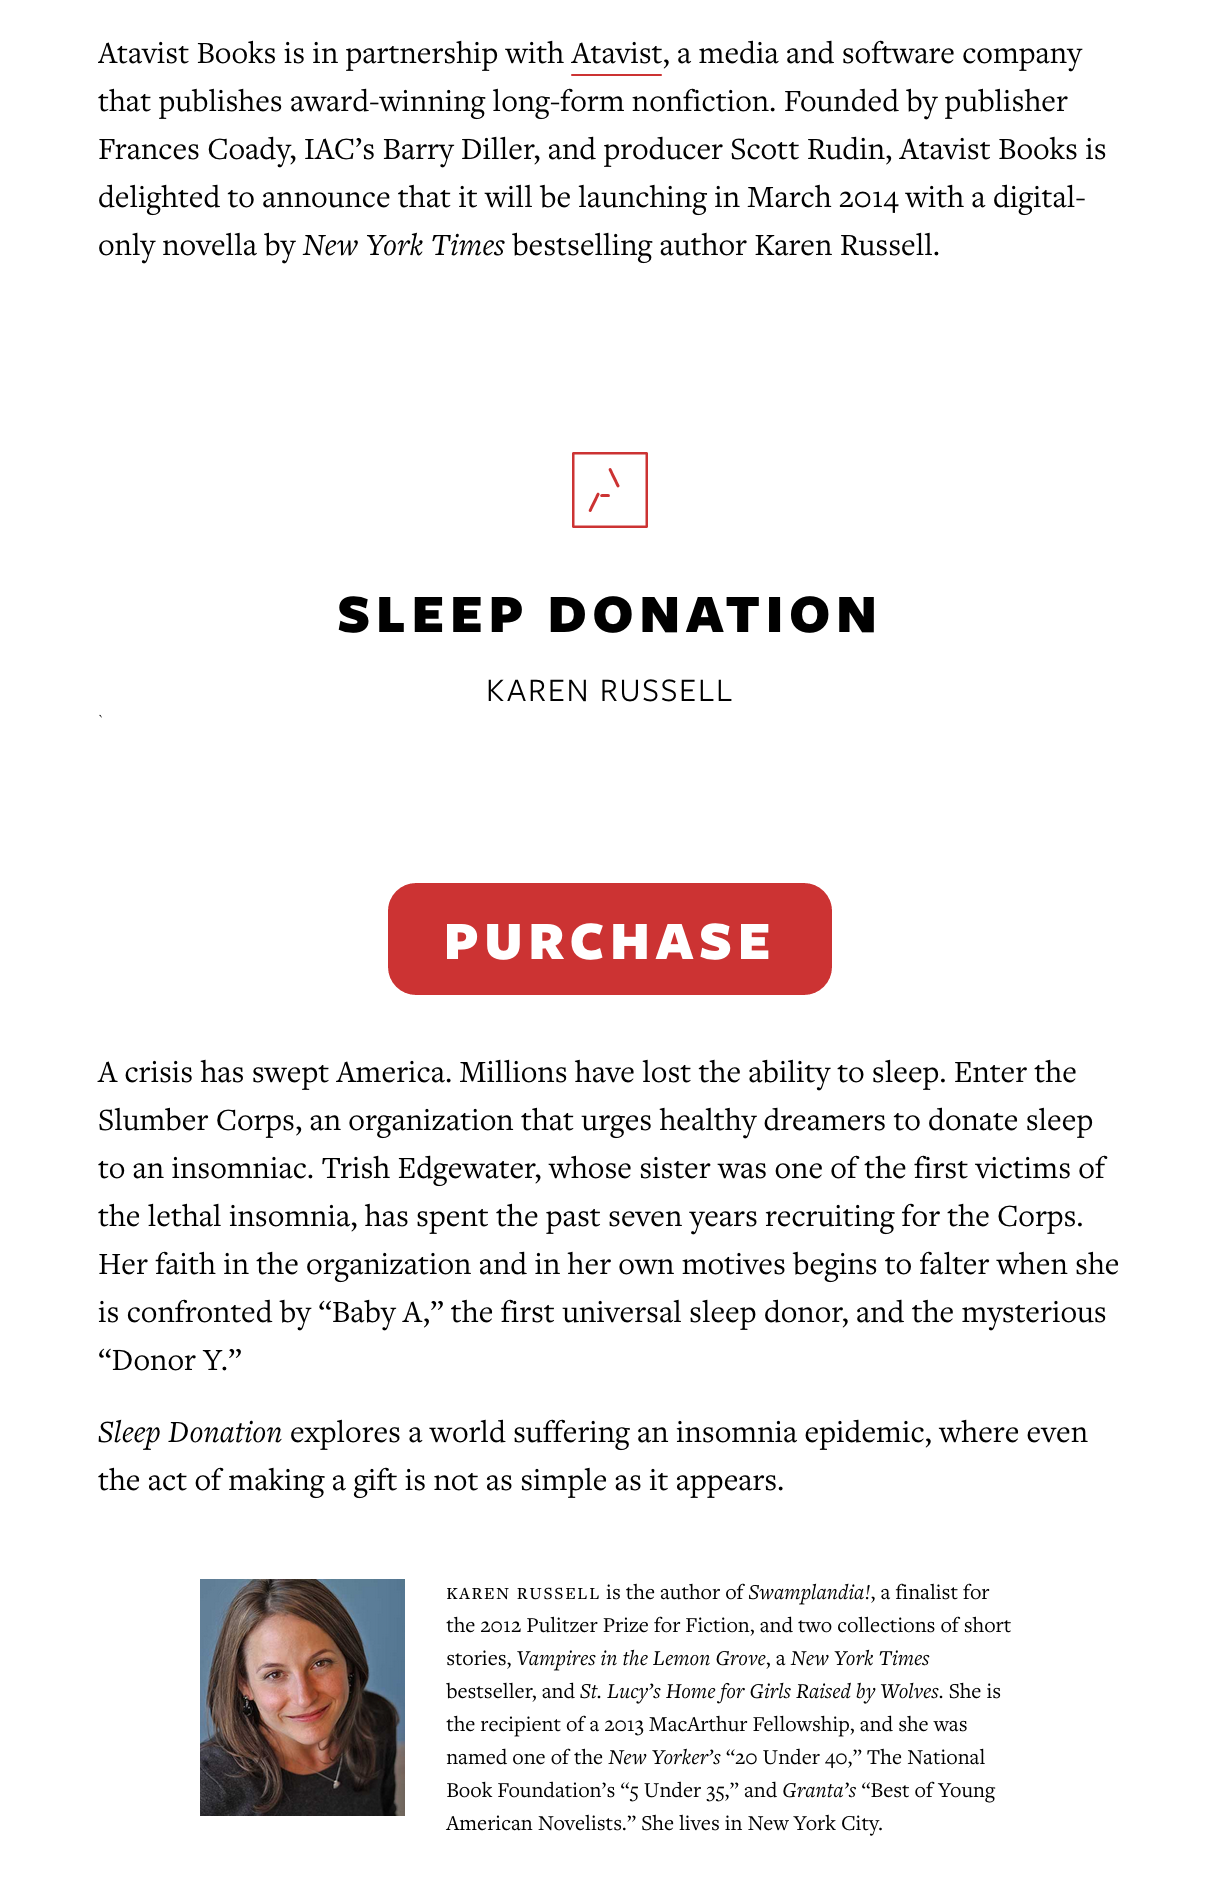 Atavist Books is in partnership with Atavist, a media and software company
that publishes award-winning long-form nonfiction. Founded by publisher
Frances Coady, IAC’s Barry Diller, and producer Scott Rudin, Atavist Books is
delighted to announce that it will be launching in March 2014 with a digital-
only novella by New York Times bestselling author Karen Russell.
SLEEP DONATION
KAREN RUSSELL
`
PURCHASE
A crisis has swept America. Millions have lost the ability to sleep. Enter the
Slumber Corps, an organization that urges healthy dreamers to donate sleep
to an insomniac. Trish Edgewater, whose sister was one of the first victims of
the lethal insomnia, has spent the past seven years recruiting for the Corps.
Her faith in the organization and in her own motives begins to falter when she
is confronted by “Baby A,” the first universal sleep donor, and the mysterious
“Donor Y.”
Sleep Donation explores a world suffering an insomnia epidemic, where even
the act of making a gift is not as simple as it appears.
KAREN RUSSELL is the author of Swamplandia!, a finalist for
the 2012 Pulitzer Prize for Fiction, and two collections of short
stories, Vampires in the Lemon Grove, a New York Times
bestseller, and St. Lucy’s Home for Girls Raised by Wolves. She is
the recipient of a 2013 MacArthur Fellowship, and she was
named one of the New Yorker’s “20 Under 40,” The National
Book Foundation’s “5 Under 35,” and Granta’s “Best of Young
American Novelists.” She lives in New York City.